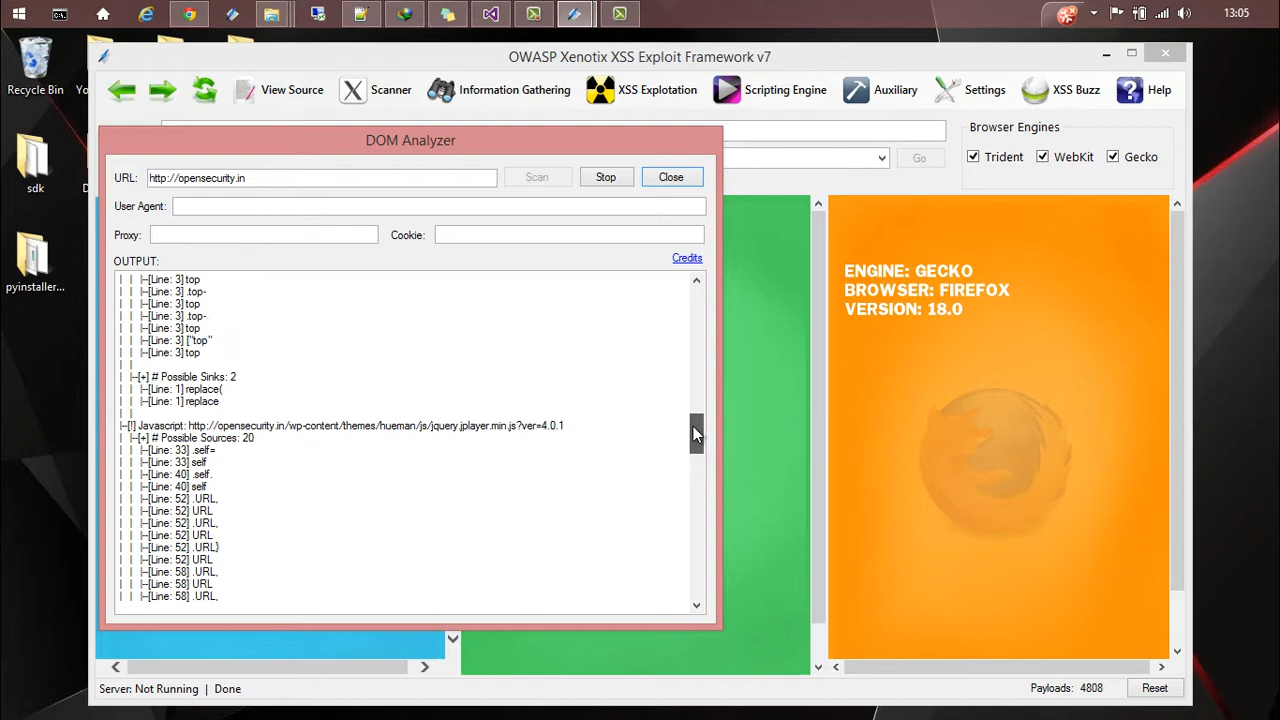 13:05
Recycle Bin
Yo
sdk
D
pyinstaller...
OWASP Xenotix XSS Exploit Framework v7
View Source
Scanner
Information Gathering
XSS Explotation
Scripting Engine
Auxiliary
Settings
XSS Buzz
Help
Browser Engines
Trident
WebKit
Gecko
Go
DOM Analyzer
URL:
http://opensecurity.in
Scan
Stop
Close
User Agent:
Proxy:
Cookie:
OUTPUT:
Credits
| | |--[Line: 3] top
| | |--[Line: 3] .top-
| | |--[Line: 3] top
| | |--[Line: 3] .top-
| | |--[Line: 3] top
| | |--[Line: 3] ["top"
| | |--[Line: 3] top
| |
| |--[+] # Possible Sinks: 2
| | |--[Line: 1] replace(
| | |--[Line: 1] replace
| |
|--[!] Javascript: http://opensecurity.in/wp-content/themes/hueman/js/jquery.jplayer.min.js?ver=4.0.1
| |--[+] # Possible Sources: 20
| | |--[Line: 33] .self=
| | |--[Line: 33] self
| | |--[Line: 40] .self.
| | |--[Line: 40] self
| | |--[Line: 52] .URL,
| | |--[Line: 52] URL
| | |--[Line: 52] .URL,
| | |--[Line: 52] URL
| | |--[Line: 52] .URL}
| | |--[Line: 52] URL
| | |--[Line: 58] .URL,
| | |--[Line: 58] URL
| | |--[Line: 58] .URL,
ENGINE: GECKO
BROWSER: FIREFOX
VERSION: 18.0
Server: Not Running | Done
Payloads: 4808
Reset